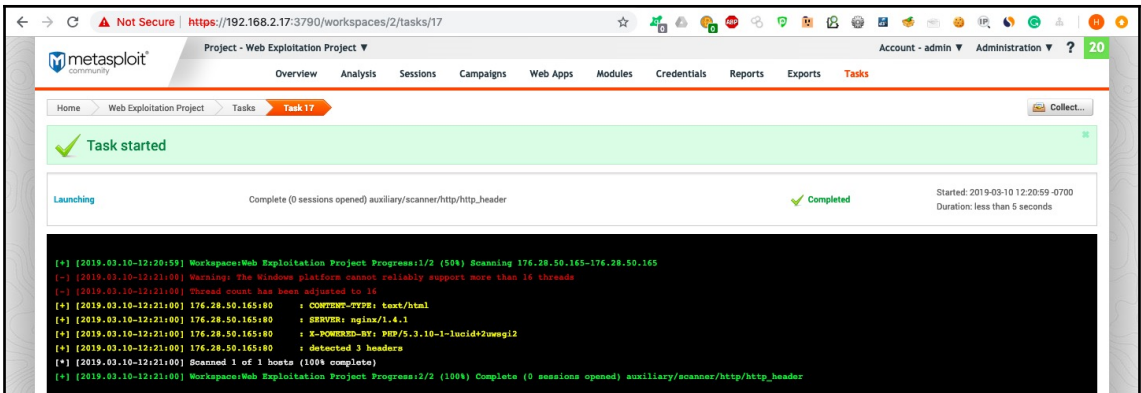 Not Secure https://192.168.2.17:3790/workspaces/2/tasks/17
metasploit
community
Project - Web Exploitation Project ▼
Account - admin ▼ Administration ▼ ? 20
Overview Analysis Sessions Campaigns Web Apps Modules Credentials Reports Exports Tasks
Home Web Exploitation Project Tasks Task 17 Collect...
Task started
Launching Complete (0 sessions opened) auxiliary/scanner/http/http_header Completed Started: 2019-03-10 12:20:59 -0700
Duration: less than 5 seconds
[+] [2019.03.10-12:20:59] Workspace:Web Exploitation Project Progress:1/2 (50%) Scanning 176.28.50.165-176.28.50.165
[-] [2019.03.10-12:21:00] Warning: The Windows platform cannot reliably support more than 16 threads
[-] [2019.03.10-12:21:00] Thread count has been adjusted to 16
[+] [2019.03.10-12:21:00] 176.28.50.165:80 : CONTENT-TYPE: text/html
[+] [2019.03.10-12:21:00] 176.28.50.165:80 : SERVER: nginx/1.4.1
[+] [2019.03.10-12:21:00] 176.28.50.165:80 : X-POWERED-BY: PHP/5.3.10-1~lucid+2uwsgi2
[+] [2019.03.10-12:21:00] 176.28.50.165:80 : detected 3 headers
[*] [2019.03.10-12:21:00] Scanned 1 of 1 hosts (100% complete)
[+] [2019.03.10-12:21:00] Workspace:Web Exploitation Project Progress:2/2 (100%) Complete (0 sessions opened) auxiliary/scanner/http/http_header